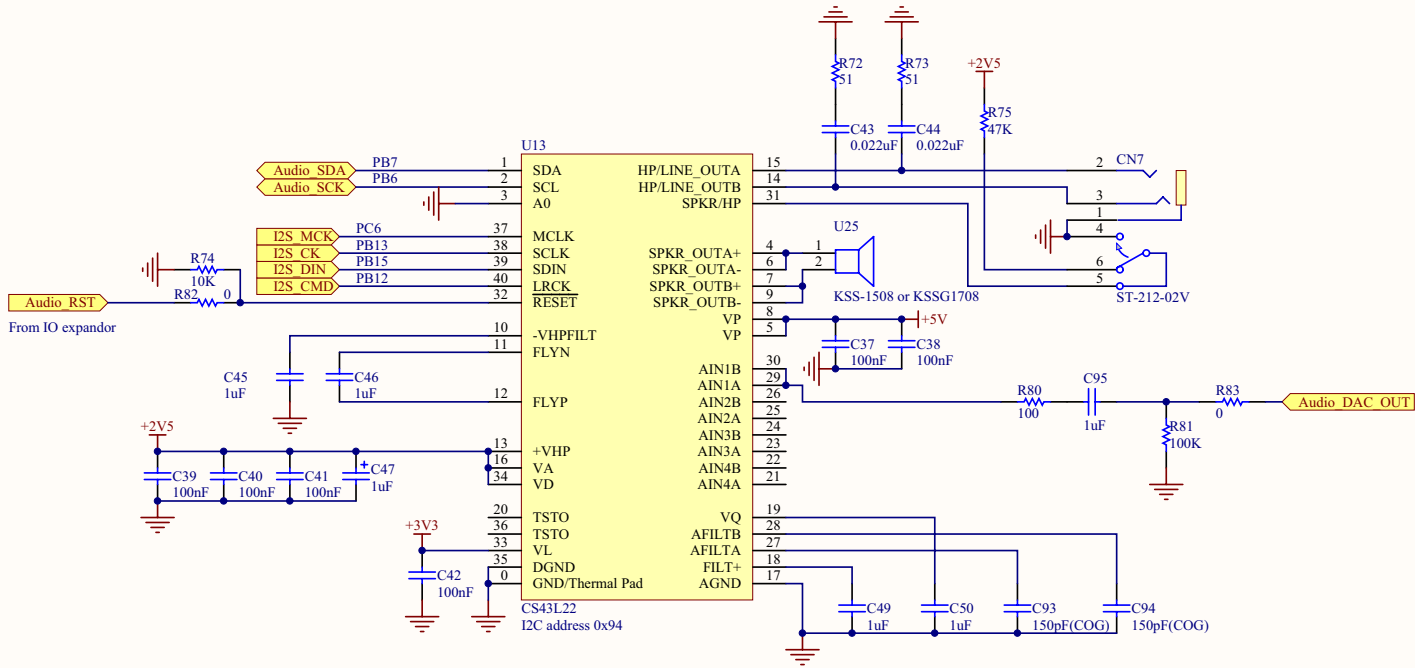 R72
51
R73
51
+2V5
R75
47K
C43
0.022uF
C44
0.022uF
U13
Audio_SDA
PB7
1
SDA
Audio_SCK
PB6
2
SCL
3
A0
I2S_MCK
PC6
37
MCLK
I2S_CK
PB13
38
SCLK
I2S_DIN
PB15
39
SDIN
I2S_CMD
PB12
40
LRCK
R74
10K
Audio_RST
R82
0
32
RESET
From IO expandor
10
-VHPFILT
11
FLYN
C45
1uF
C46
1uF
12
FLYP
+2V5
13
+VHP
16
VA
34
VD
C39
100nF
C40
100nF
C41
100nF
+
C47
1uF
20
TSTO
36
TSTO
+3V3
33
VL
35
DGND
0
GND/Thermal Pad
C42
100nF
CS43L22
I2C address 0x94
HP/LINE_OUTA
15
HP/LINE_OUTB
14
SPKR/HP
31
SPKR_OUTA+
4
SPKR_OUTA-
6
SPKR_OUTB+
7
SPKR_OUTB-
9
VP
8
VP
5
AIN1B
30
AIN1A
29
AIN2B
26
AIN2A
25
AIN3B
24
AIN3A
23
AIN4B
22
AIN4A
21
VQ
19
AFILTB
28
AFILTA
27
FILT+
18
AGND
17
U25
1
2
KSS-1508 or KSSG1708
+5V
C37
100nF
C38
100nF
2
CN7
3
1
4
6
5
ST-212-02V
R80
100
C95
1uF
R83
0
Audio_DAC_OUT
R81
100K
C49
1uF
C50
1uF
C93
150pF(COG)
C94
150pF(COG)